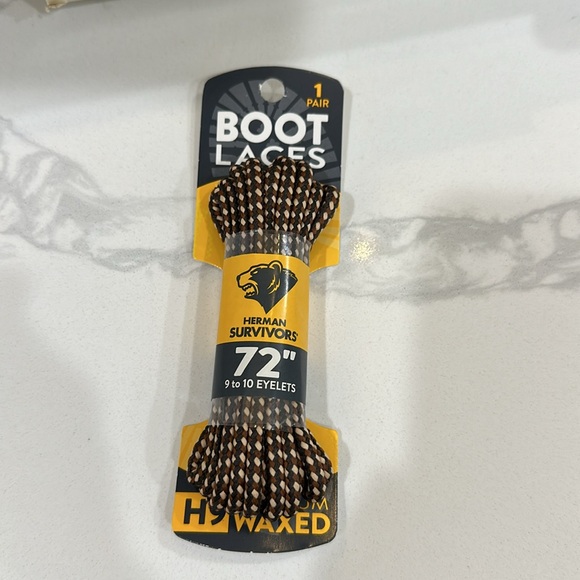 1
PAIR
BOOT
LACES
HERMAN
SURVIVORS
72"
9 to 10 EYELETS
WAXED